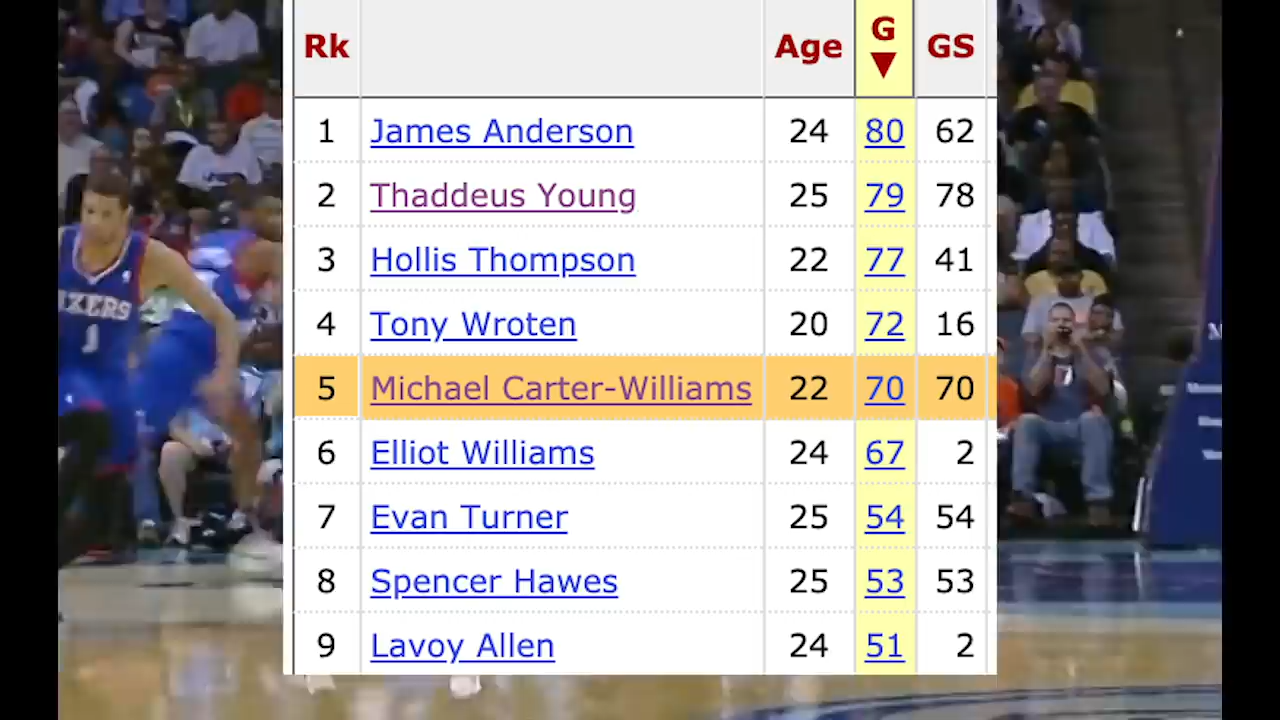 Rk Age G ▼ GS
1 James Anderson 24 80 62
2 Thaddeus Young 25 79 78
3 Hollis Thompson 22 77 41
4 Tony Wroten 20 72 16
5 Michael Carter-Williams 22 70 70
6 Elliot Williams 24 67 2
7 Evan Turner 25 54 54
8 Spencer Hawes 25 53 53
9 Lavoy Allen 24 51 2
IXERS
1